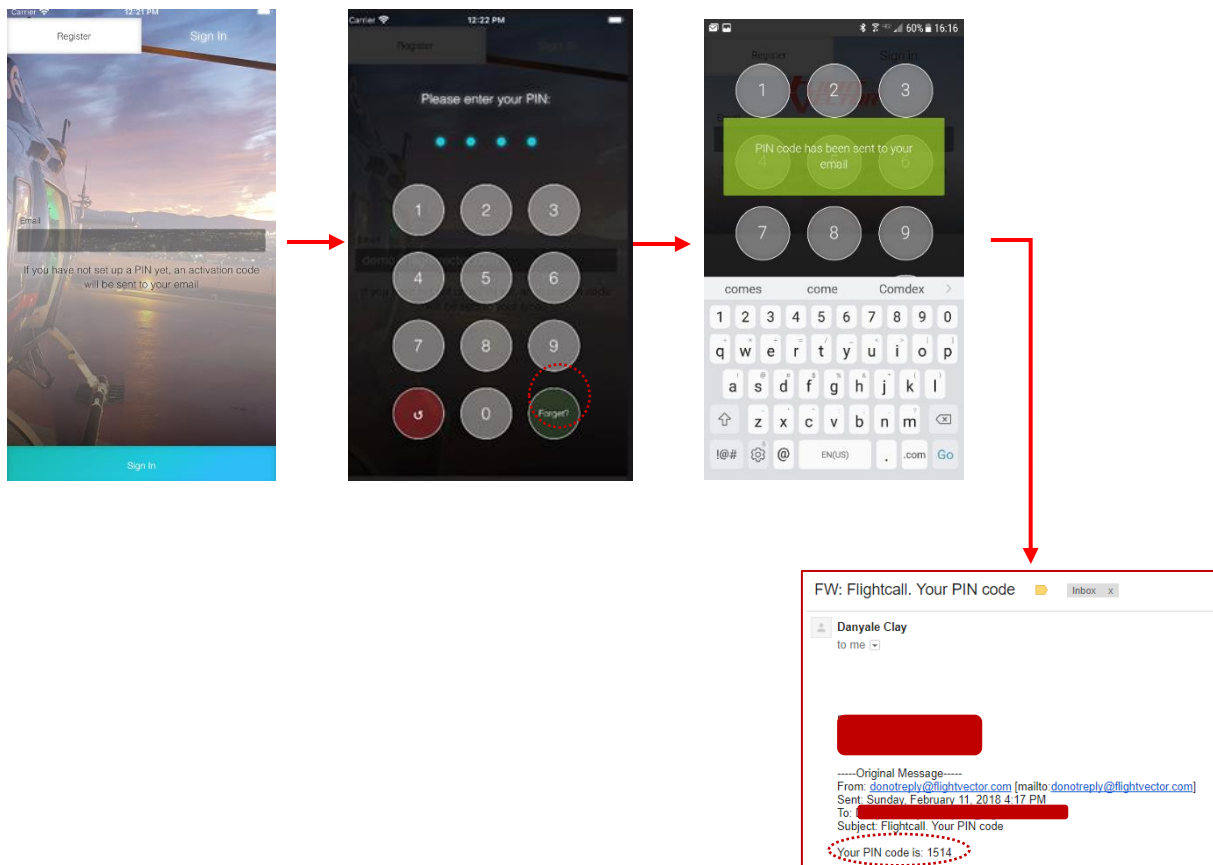 Carrier 12:21 PM
Register Sign In
Email
If you have not set up a PIN yet, an activation code
will be sent to your email
Sign In
Carrier 12:22 PM
Register Sign In
Please enter your PIN:
1 2 3
Email
4 5 6
7 8 9
↺ 0 Forget?
60% 16:16
Register Sign in
1 2 3
PIN code has been sent to your
email
4 6
7 8 9
comes come Comdex >
1 2 3 4 5 6 7 8 9 0
q w e r t y u i o p
a s d f g h j k l
z x c v b n m
!@# @ EN(US) . .com Go
FW: Flightcall. Your PIN code Inbox x
Danyale Clay
to me
-----Original Message-----
From: donotreply@flightvector.com [mailto:donotreply@flightvector.com]
Sent: Sunday, February 11, 2018 4:17 PM
To:
Subject: Flightcall. Your PIN code
Your PIN code is: 1514